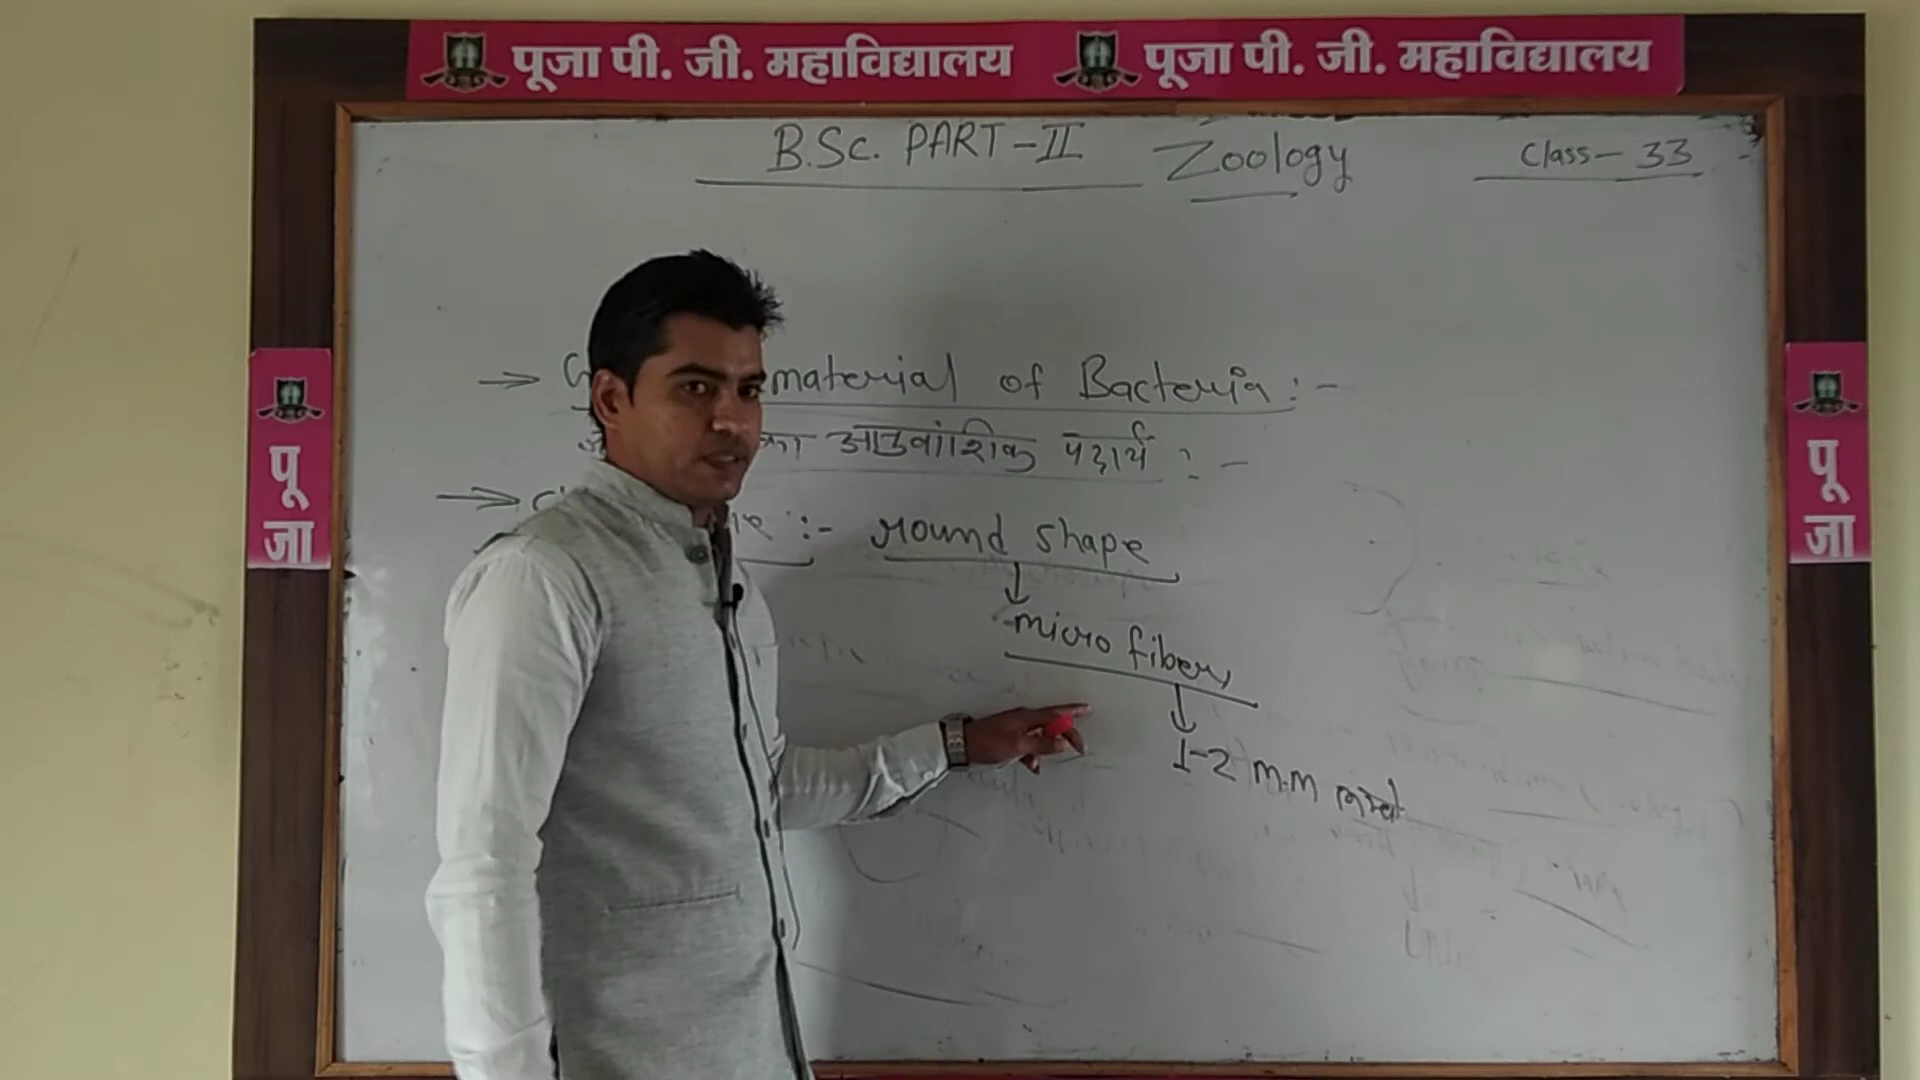 पूजा पी. जी. महाविद्यालय पूजा पी. जी. महाविद्यालय
B.Sc. PART-II Zoology Class-33
→ material of Bacteria :-
का आनुवांशिक पदार्थ :-
→ :- round shape
↓
micro fiber
↓
1-2 m.m
पू
जा
पू
जा